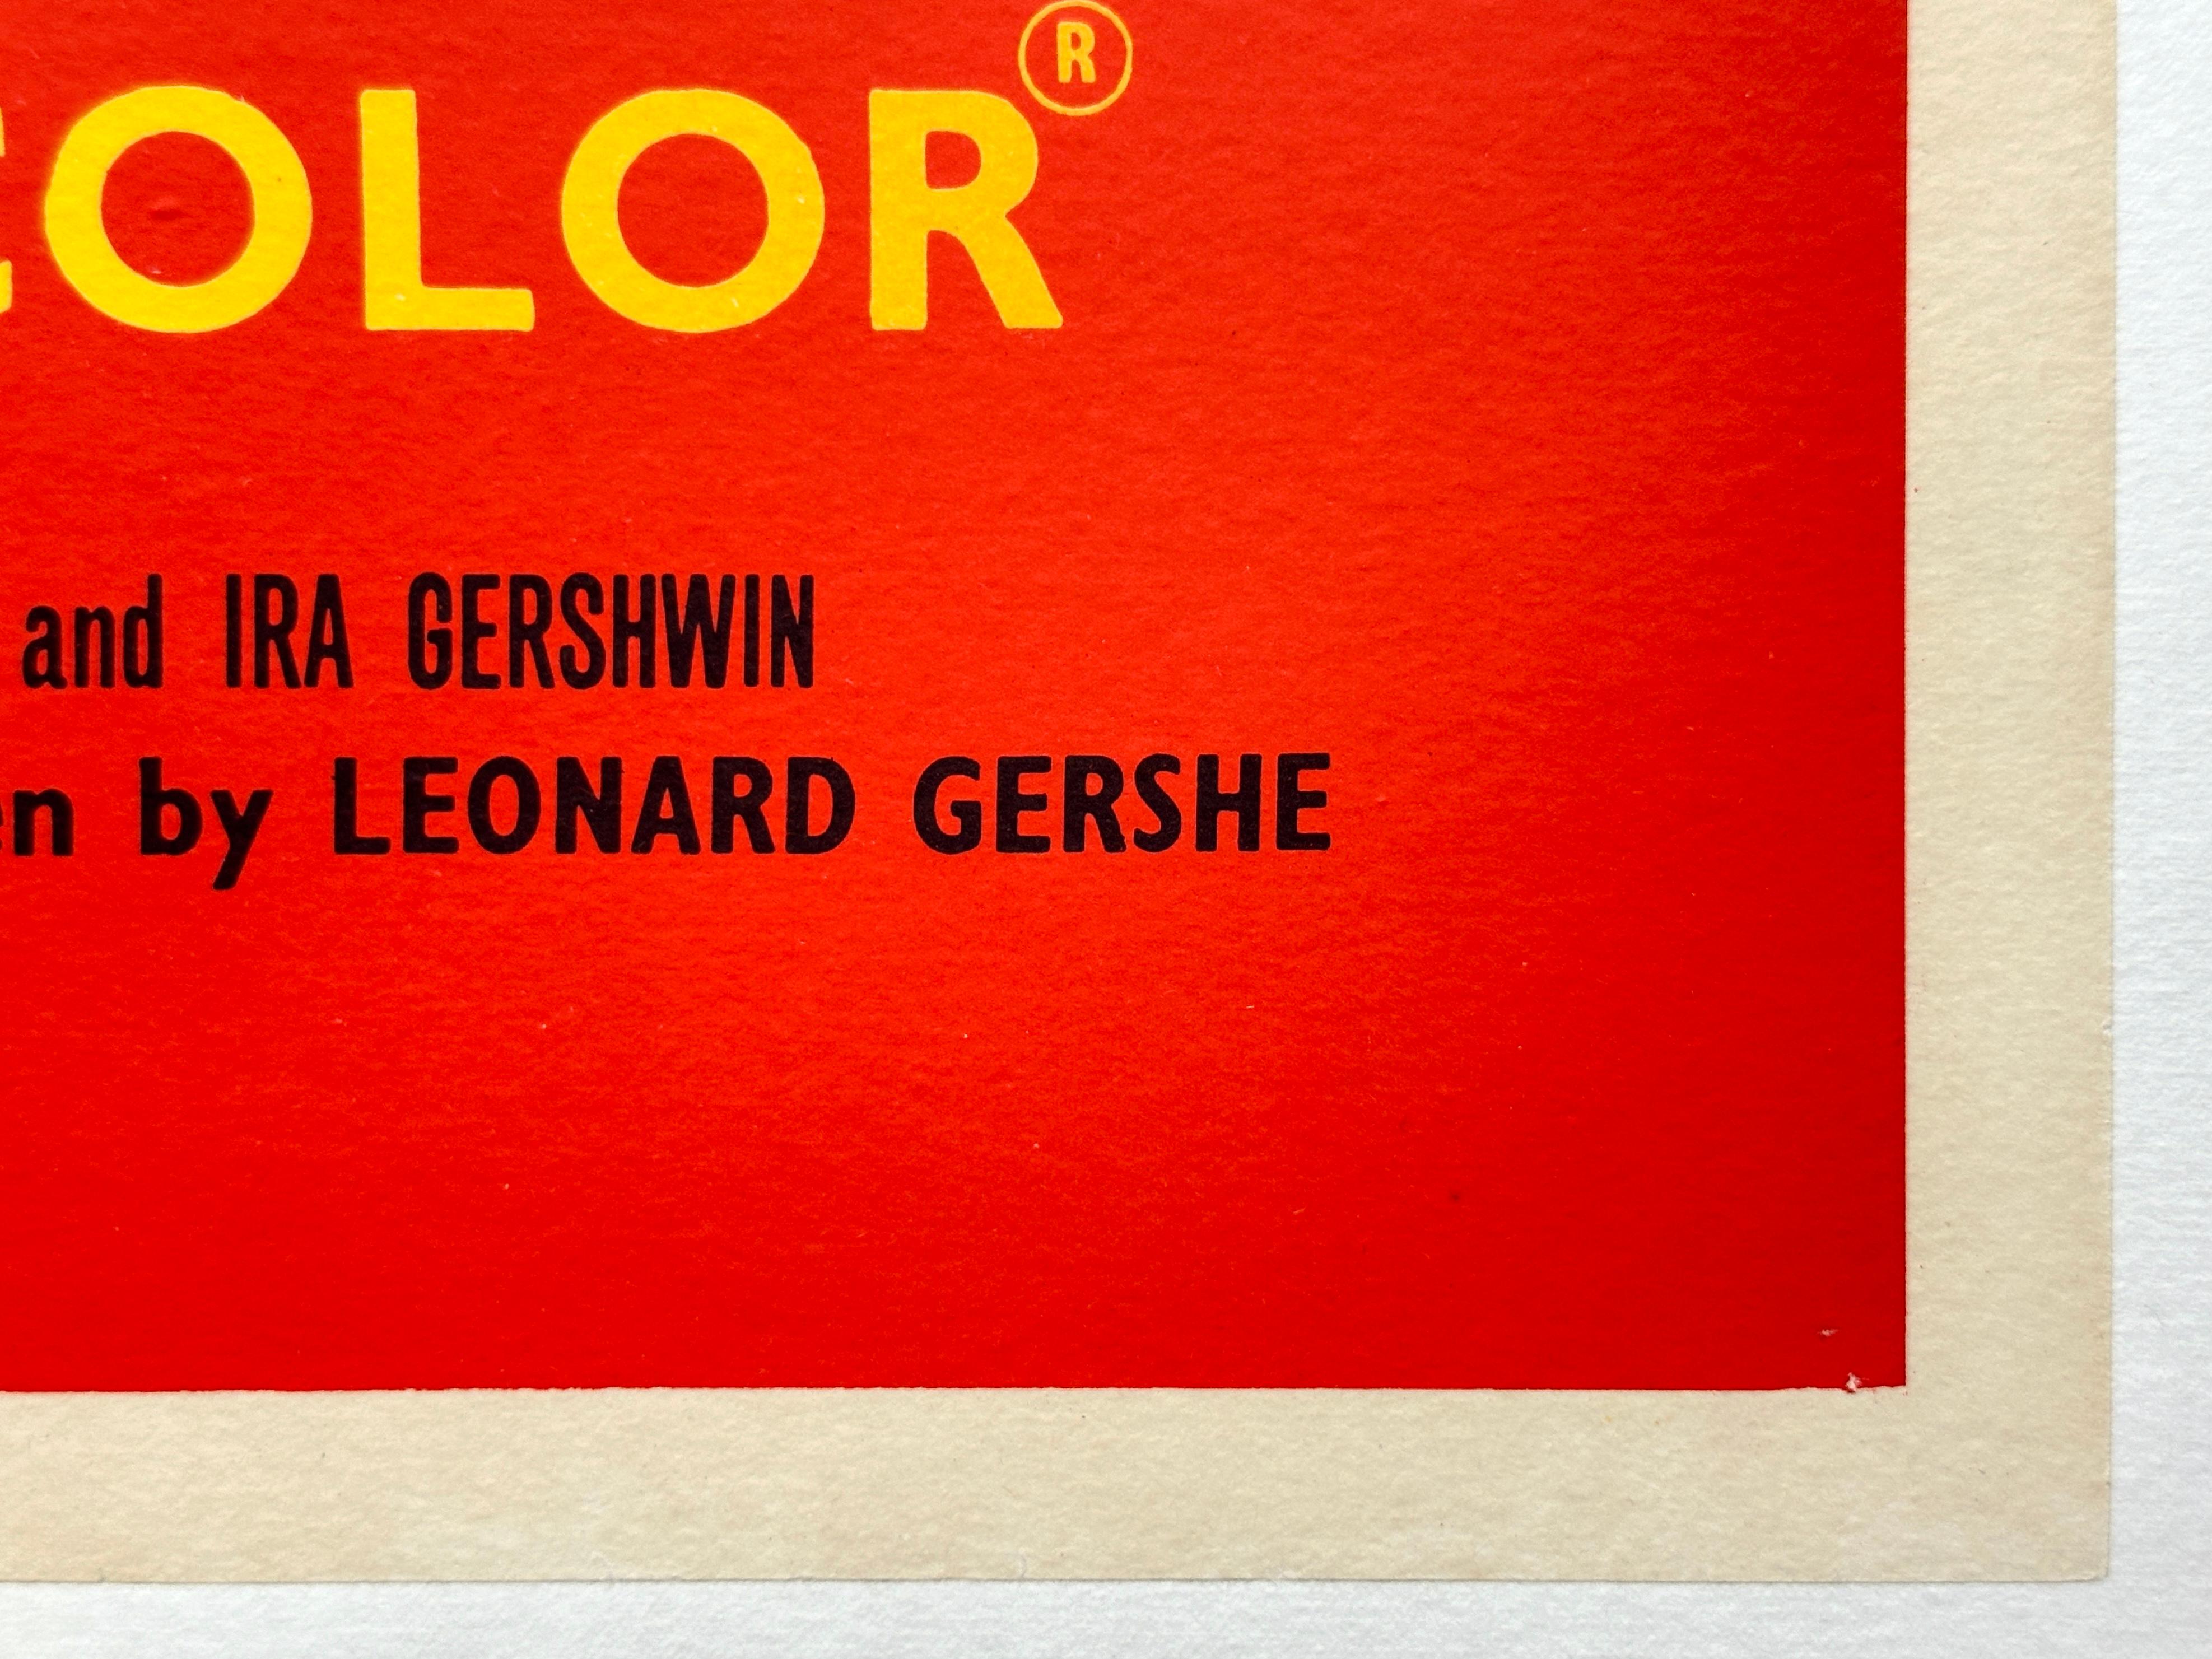 COLOR®
and IRA GERSHWIN
en by LEONARD GERSHE